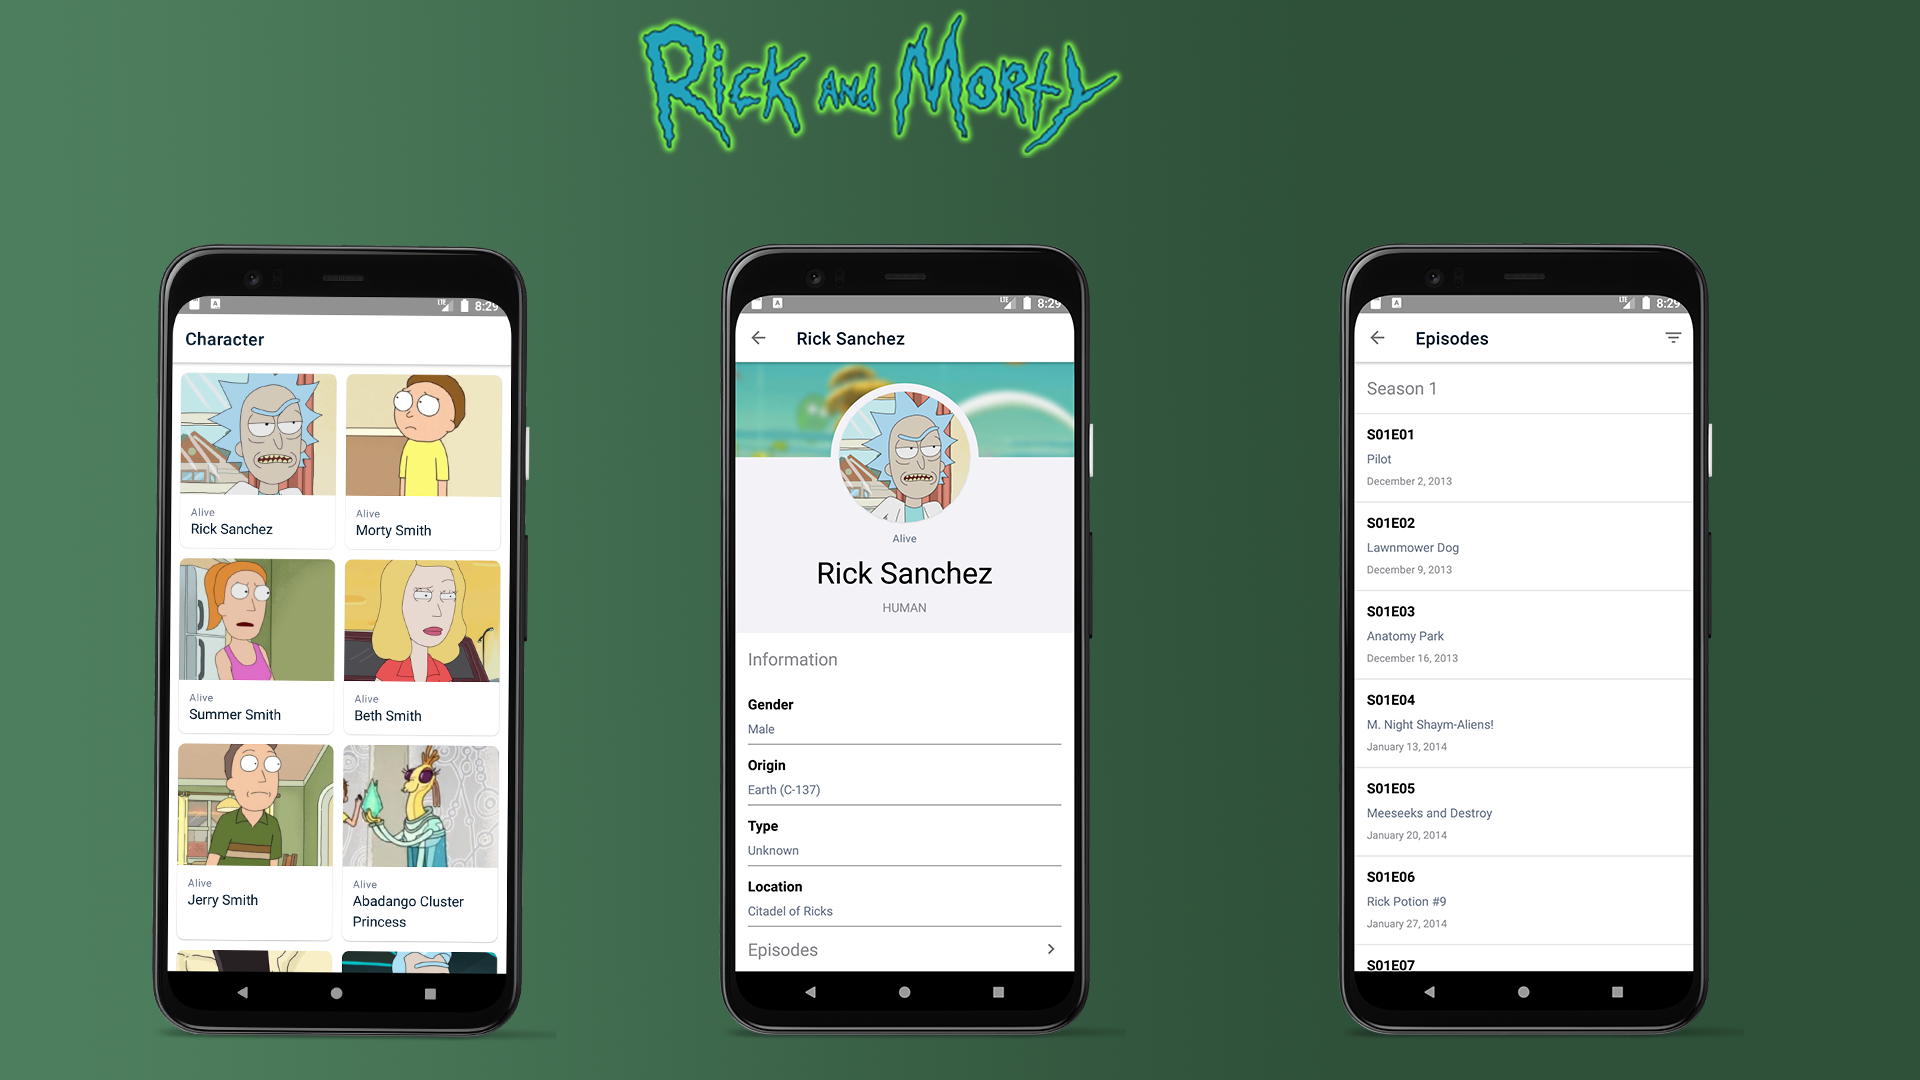 Rick and Morty
LTE 8:29
Character
Alive
Rick Sanchez
Alive
Morty Smith
Alive
Summer Smith
Alive
Beth Smith
Alive
Jerry Smith
Alive
Abadango Cluster
Princess
LTE 8:29
Rick Sanchez
Alive
Rick Sanchez
HUMAN
Information
Gender
Male
Origin
Earth (C-137)
Type
Unknown
Location
Citadel of Ricks
Episodes
LTE 8:29
Episodes
Season 1
S01E01
Pilot
December 2, 2013
S01E02
Lawnmower Dog
December 9, 2013
S01E03
Anatomy Park
December 16, 2013
S01E04
M. Night Shaym-Aliens!
January 13, 2014
S01E05
Meeseeks and Destroy
January 20, 2014
S01E06
Rick Potion #9
January 27, 2014
S01E07